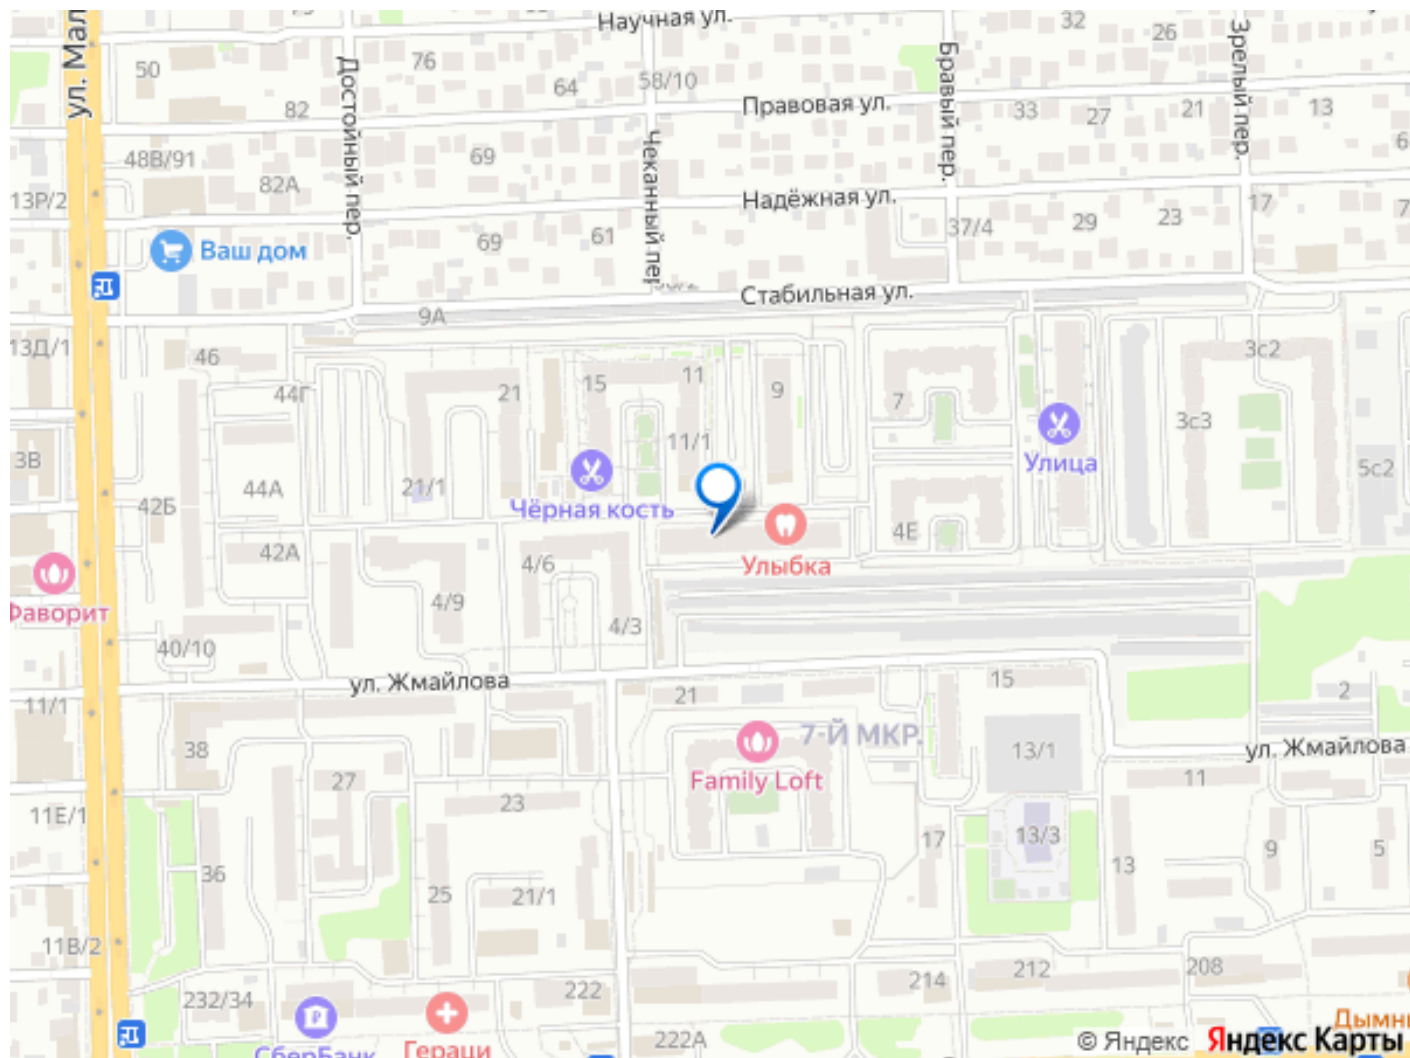 Научная ул.
32
26
ул. Мал
50
76
64
58/10
Достойный пер.
Бравый пер.
Зрелый пер.
82
Правовая ул.
33
27
21
13
48В/91
69
Чеканный пер
82А
13Р/2
Надёжная ул.
17
23
29
37/4
61
69
Ваш дом
Стабильная ул.
9А
13Д/1
46
44Г
21
15
11
9
7
3с2
3с3
11/1
Улица
3В
44А
21/1
Чёрная кость
5с2
42Б
4Е
42А
4/6
Улыбка
Фаворит
4/9
4/3
40/10
ул. Жмайлова
21
15
2
11/1
38
7-Й МКР.
13/1
ул. Жмайлова
Family Loft
27
11
23
11Е/1
13/3
17
9
5
36
25
21/1
13
11В/2
232/34
222
214
212
208
222А
СберБанк
Гераци
Дымн
© Яндекс Яндекс Карты